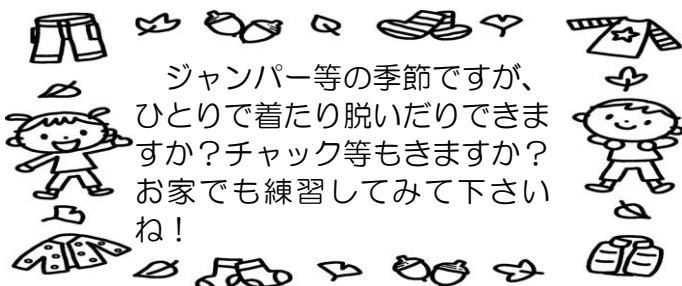 ジャンパー等の季節ですが、
ひとりで着たり脱いだりできま
すか？チャック等もきますか？
お家でも練習してみて下さい
ね！